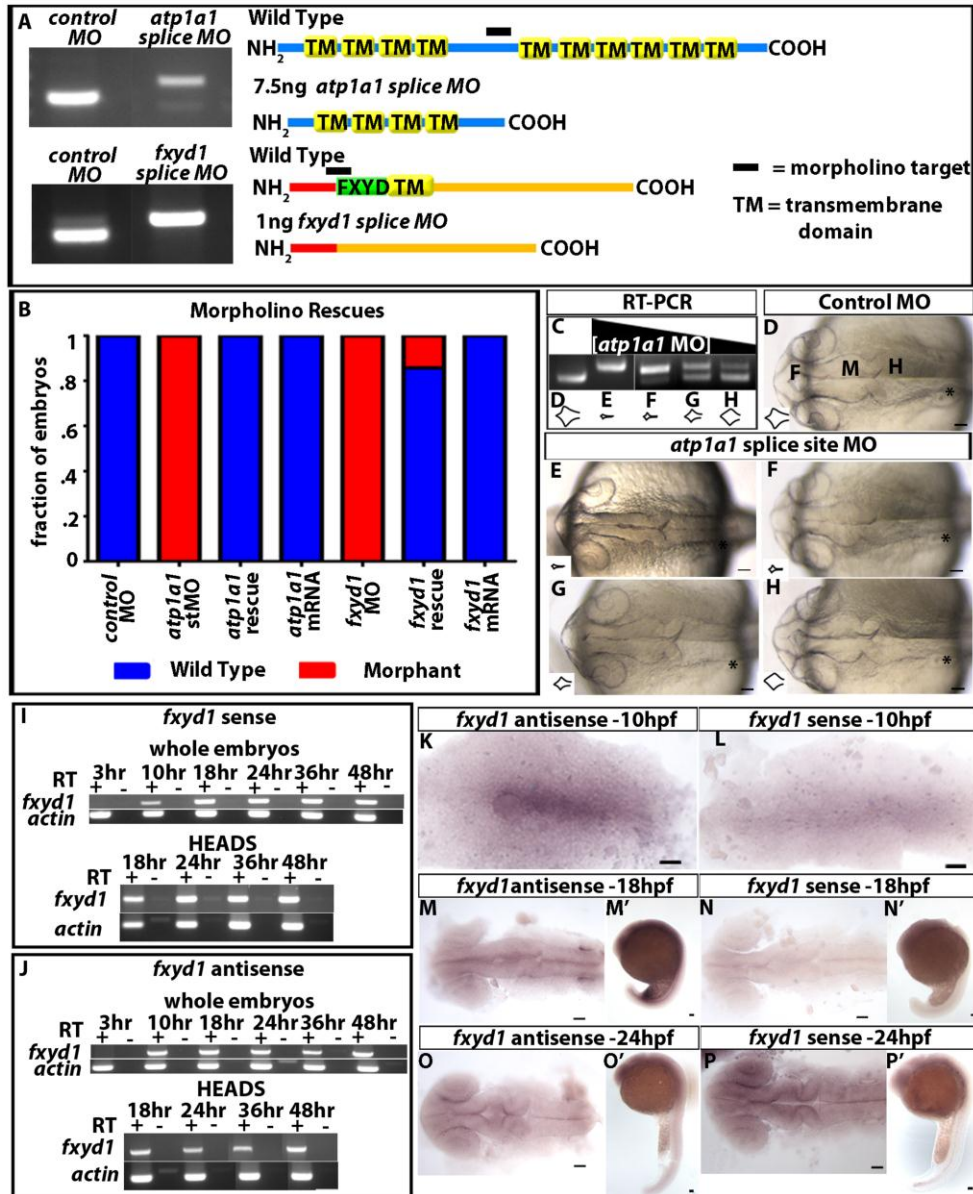 A
control MO
atp1a1 splice MO
Wild Type
NH2 TM TM TM TM TM TM TM TM TM TM COOH
7.5ng atp1a1 splice MO
NH2 TM TM TM TM COOH
control MO
fxyd1 splice MO
Wild Type
NH2 FXYD TM COOH
1ng fxyd1 splice MO
NH2 COOH
= morpholino target
TM = transmembrane domain
B
Morpholino Rescues
fraction of embryos
1
.8
.6
.4
.2
0
control MO
atp1a1 stMO
atp1a1 rescue
atp1a1 mRNA
fxyd1 MO
fxyd1 rescue
fxyd1 mRNA
Wild Type
Morphant
RT-PCR
C
[atp1a1 MO]
D E F G H
Control MO
D
F M H
*
atp1a1 splice site MO
E
*
F
*
G
*
H
*
I
fxyd1 sense
whole embryos
3hr 10hr 18hr 24hr 36hr 48hr
RT + - + - + - + - + - + -
fxyd1
actin
HEADS
18hr 24hr 36hr 48hr
RT + - + - + - + -
fxyd1
actin
J
fxyd1 antisense
whole embryos
3hr 10hr 18hr 24hr 36hr 48hr
RT + - + - + - + - + - + -
fxyd1
actin
HEADS
18hr 24hr 36hr 48hr
RT + - + - + - + -
fxyd1
actin
fxyd1 antisense -10hpf
K
fxyd1 sense -10hpf
L
fxyd1 antisense -18hpf
M
M'
fxyd1 sense -18hpf
N
N'
fxyd1 antisense -24hpf
O
O'
fxyd1 sense -24hpf
P
P'